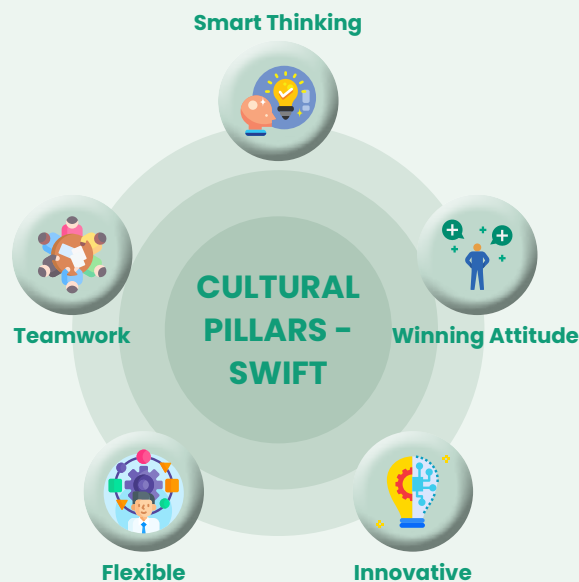 Smart Thinking
CULTURAL
PILLARS -
SWIFT
Teamwork
Winning Attitude
Flexible
Innovative